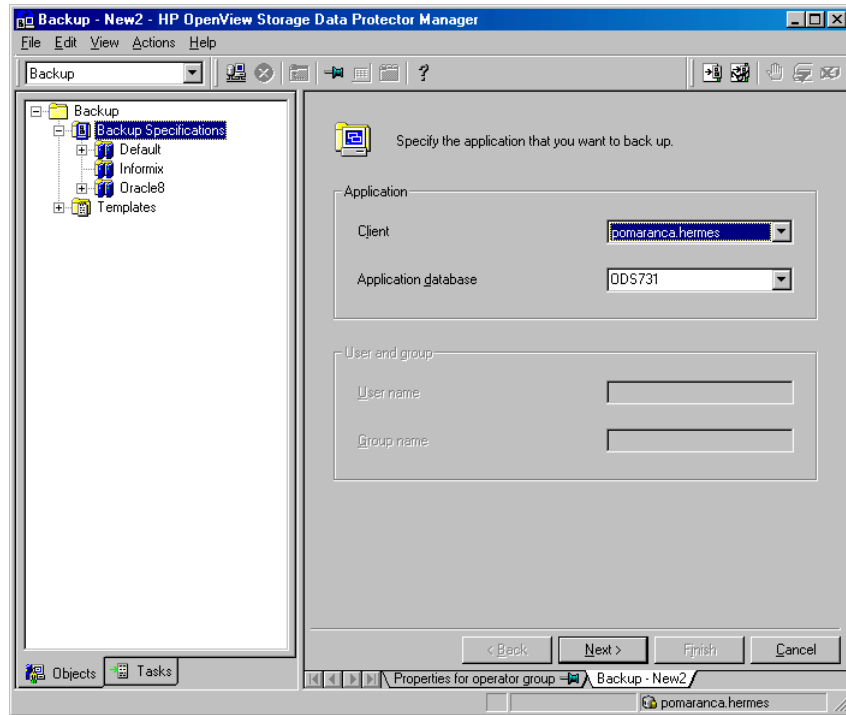 Backup - New2 - HP OpenView Storage Data Protector Manager
File Edit View Actions Help
Backup
Backup
Backup Specifications
Default
Informix
Oracle8
Templates
Specify the application that you want to back up.
Application
Client
pomaranca.hermes
Application database
ODS731
User and group
User name
Group name
< Back Next > Finish Cancel
Objects Tasks
Properties for operator group Backup - New2
pomaranca.hermes